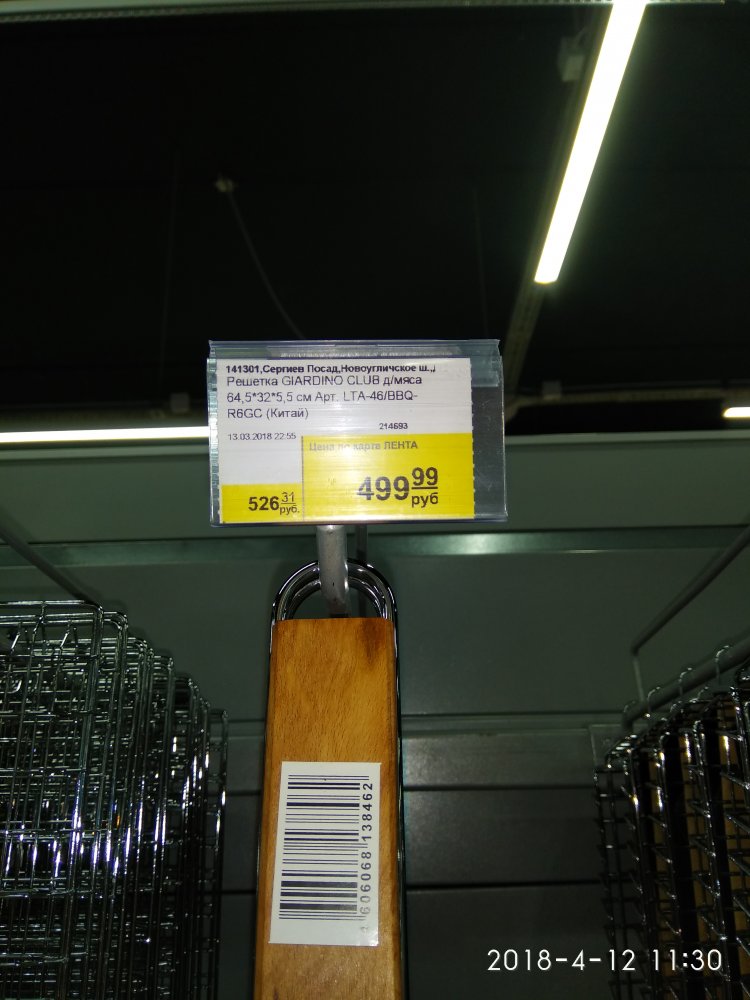 141301,Сергиев Посад,Новоугличское ш.,,
Решетка GIARDINO CLUB д/мяса
64,5*32*5,5 см Арт. LTA-46/BBQ-
R6GC (Китай)
214693
13.03.2018 22:55
Цена по карте ЛЕНТА
526 31 руб.
499 99 руб
606068 138462
2018-4-12 11:30